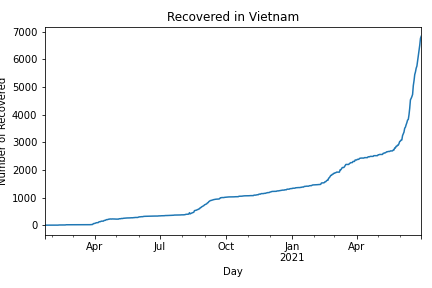 Recovered in Vietnam
Number of Recovered
7000
6000
5000
4000
3000
2000
1000
0
Apr
Jul
Oct
Jan
2021
Apr
Day